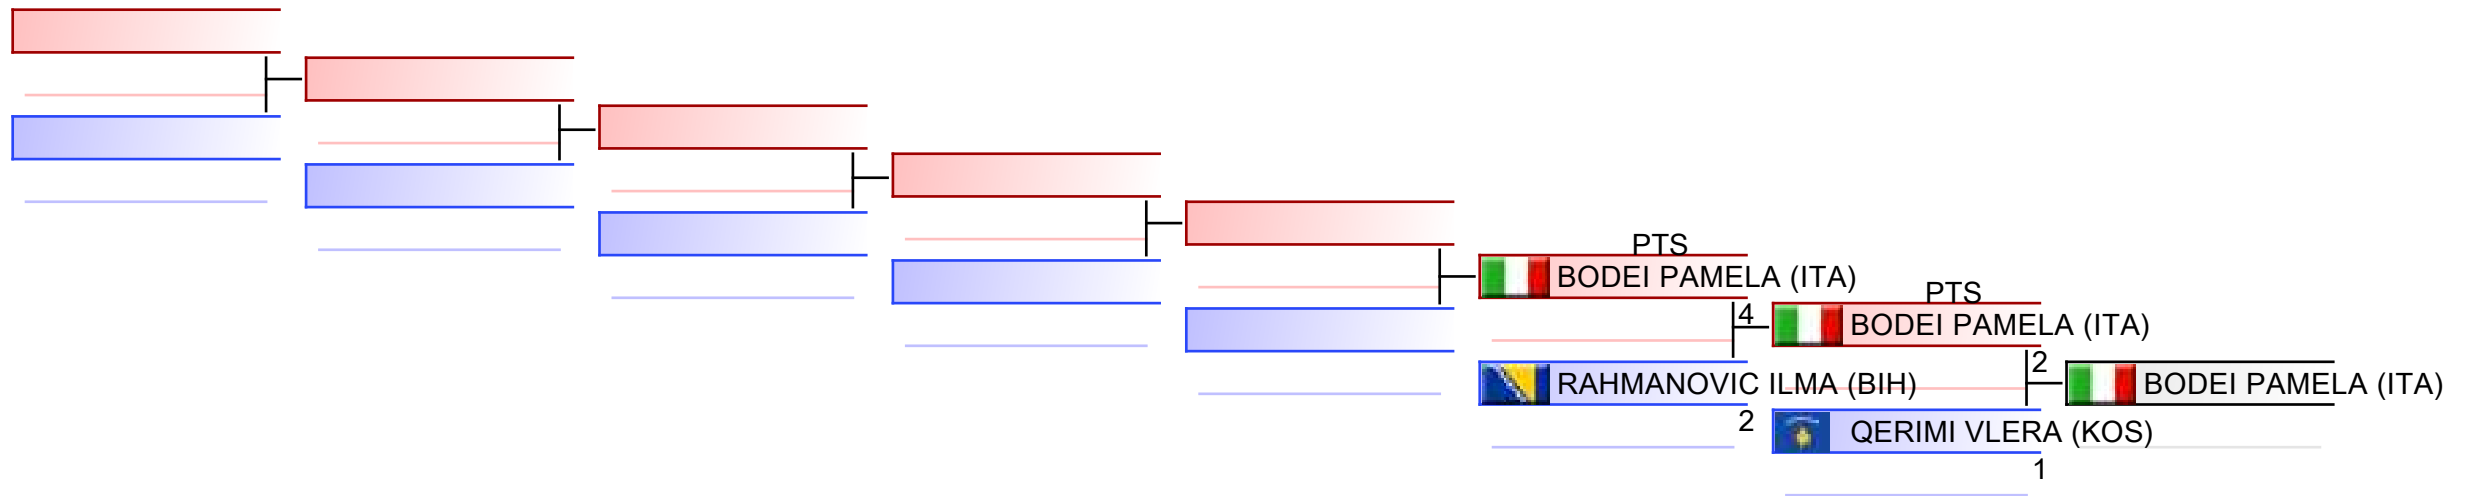 PTS
BODEI PAMELA (ITA)
PTS
4
BODEI PAMELA (ITA)
2
RAHMANOVIC ILMA (BIH)
BODEI PAMELA (ITA)
2
QERIMI VLERA (KOS)
1